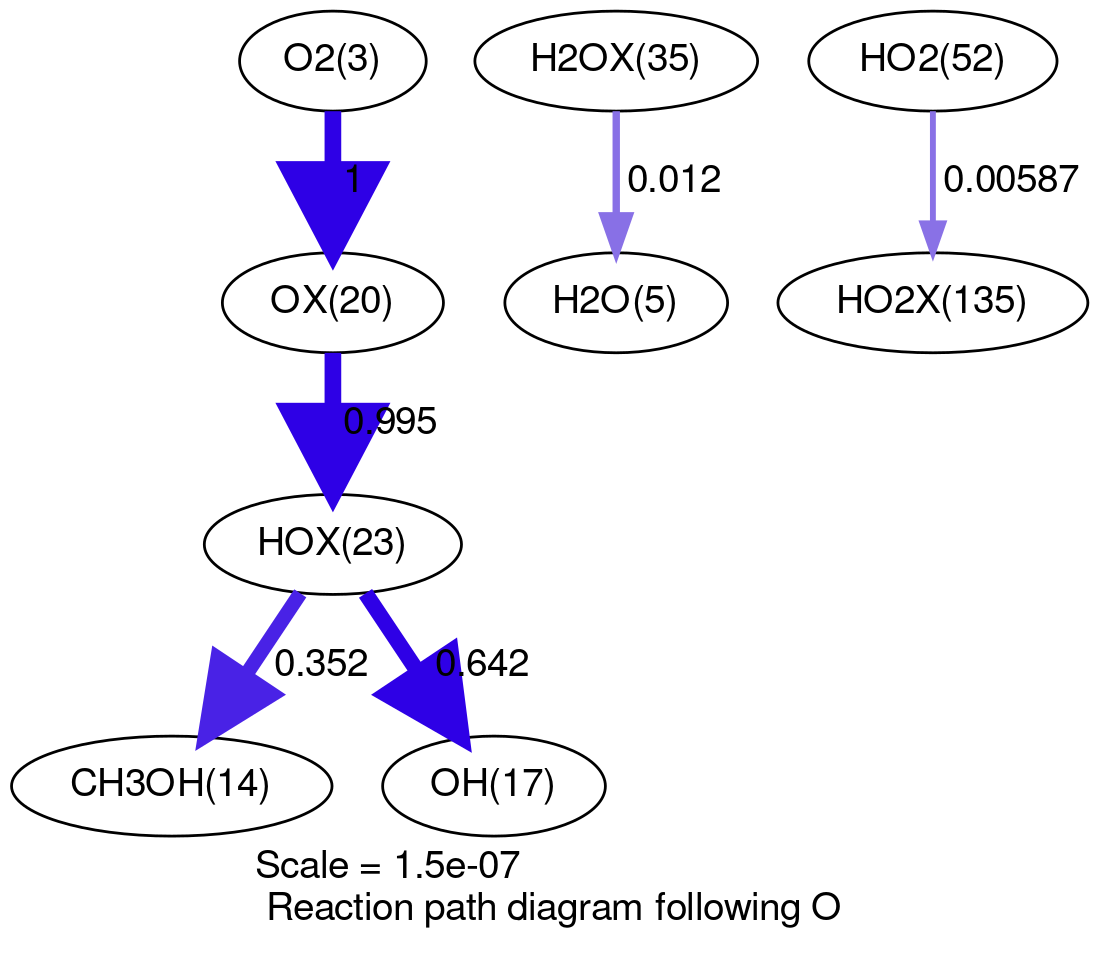 O2(3)
H2OX(35)
HO2(52)
1
0.012
0.00587
OX(20)
H2O(5)
HO2X(135)
0.995
HOX(23)
0.352
0.642
CH3OH(14)
OH(17)
Scale = 1.5e-07
Reaction path diagram following O